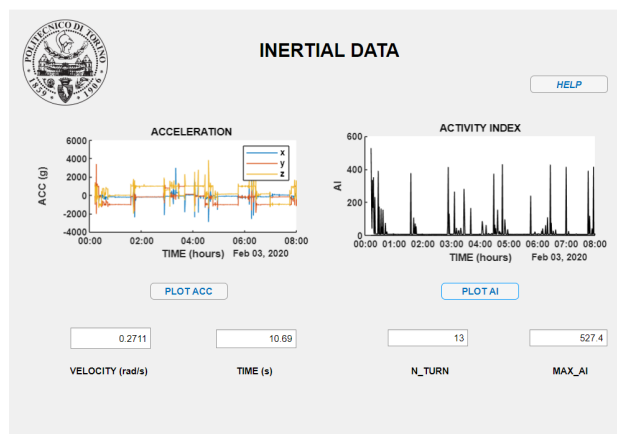 POLITECNICO DI TORINO
1859 · 1906
INERTIAL DATA
HELP
ACCELERATION
ACC (g)
6000
4000
2000
0
-2000
-4000
x
y
z
00:00 02:00 04:00 06:00 08:00
TIME (hours) Feb 03, 2020
ACTIVITY INDEX
AI
600
400
200
0
00:00 01:00 02:00 03:00 04:00 05:00 06:00 07:00 08:00
TIME (hours) Feb 03, 2020
PLOT ACC
PLOT AI
0.2711 10.69 13 527.4
VELOCITY (rad/s) TIME (s) N_TURN MAX_AI